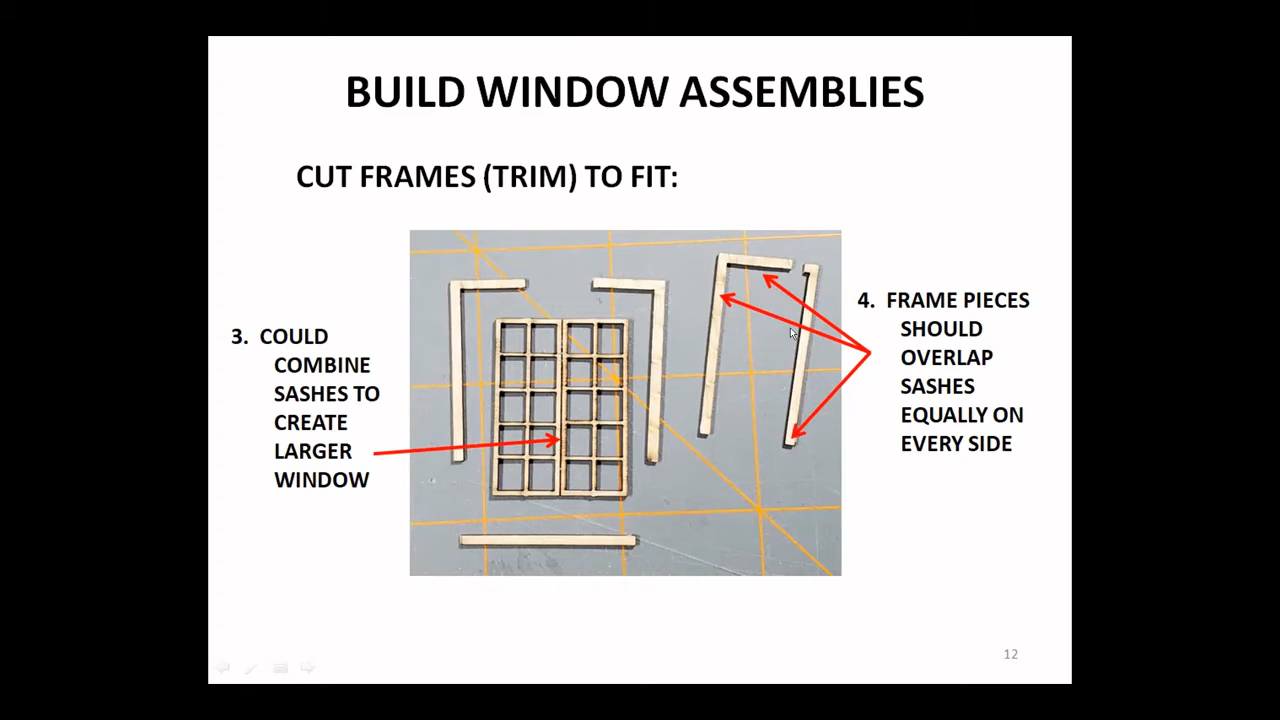 BUILD WINDOW ASSEMBLIES
CUT FRAMES (TRIM) TO FIT:
3. COULD
COMBINE
SASHES TO
CREATE
LARGER
WINDOW
4. FRAME PIECES
SHOULD
OVERLAP
SASHES
EQUALLY ON
EVERY SIDE
12